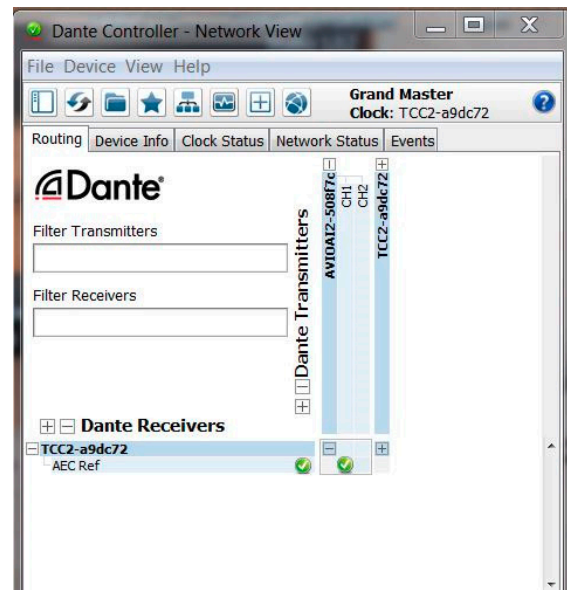 Dante Controller - Network View
File Device View Help
Grand Master
Clock: TCC2-a9dc72
Routing Device Info Clock Status Network Status Events
Dante
Filter Transmitters
Filter Receivers
Dante Transmitters
AVIOAI2-508f7c
CH1
CH2
TCC2-a9dc72
Dante Receivers
TCC2-a9dc72
AEC Ref